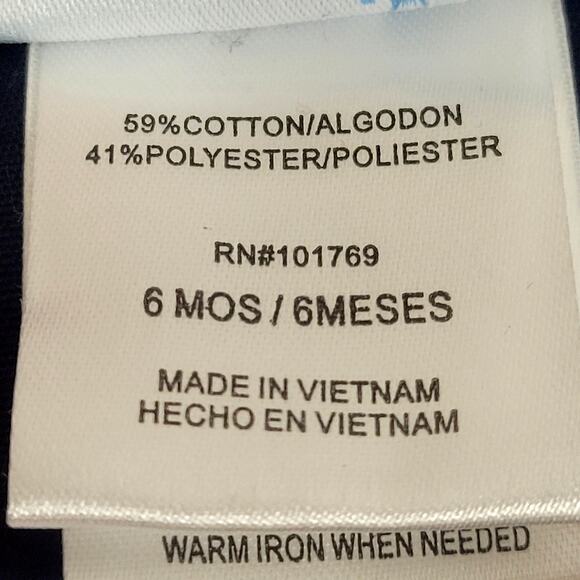 59%COTTON/ALGODON
41%POLYESTER/POLIESTER
RN#101769
6 MOS / 6MESES
MADE IN VIETNAM
HECHO EN VIETNAM
WARM IRON WHEN NEEDED